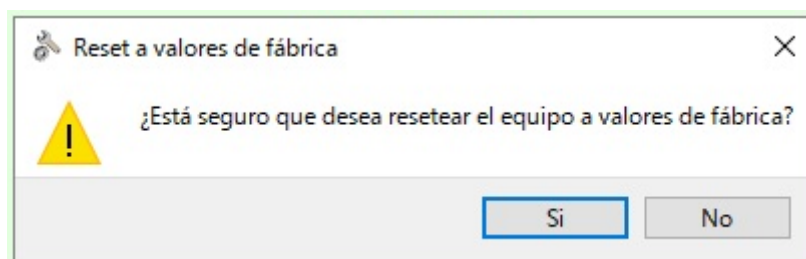 Reset a valores de fábrica
¿Está seguro que desea resetear el equipo a valores de fábrica?
Si
No